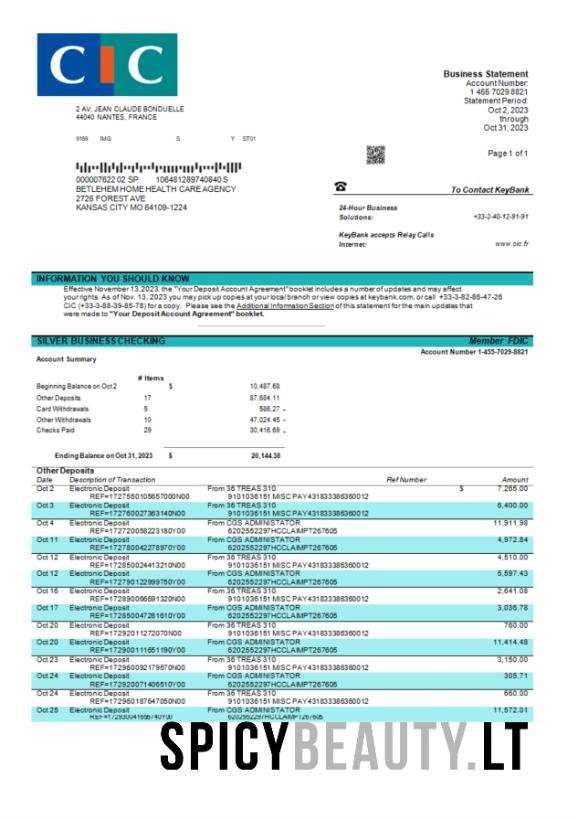 CIC
2 AV. JEAN CLAUDE BONDUELLE
44040 NANTES, FRANCE
Business Statement
Account Number:
1 455 7029 8821
Statement Period:
Oct 2, 2023
through
Oct 31, 2023
9169 IMG S Y ST01
Page 1 of 1
000007622 02 SP 106481289740840 S
BETLEHEM HOME HEALTH CARE AGENCY
2726 FOREST AVE
KANSAS CITY MO 64109-1224
To Contact KeyBank
24-Hour Business
Solutions: +33-2-40-12-91-91
KeyBank accepts Relay Calls
Internet: www.cic.fr
INFORMATION YOU SHOULD KNOW
Effective November 13,2023, the "Your Deposit Account Agreement" booklet includes a number of updates and may affect
your rights. As of Nov. 13, 2023 you may pick up copies at your local branch or view copies at keybank.com, or call +33-3-82-86-47-26
CIC (+33-3-88-39-85-78) for a copy. Please see the Additional Information Section of this statement for the main updates that
were made to "Your Deposit Account Agreement" booklet.
SILVER BUSINESS CHECKING Member FDIC
Account Number 1-455-7029-8821
Account Summary
# Items
Beginning Balance on Oct 2 $ 10,487.68
Other Deposits 17 87,684.11
Card Withdrawals 5 586.27 -
Other Withdrawals 10 47,024.45 -
Checks Paid 29 30,416.69 -
Ending Balance on Oct 31, 2023 $ 20,144.38
Other Deposits
Date Description of Transaction Ref Number Amount
Oct 2 Electronic Deposit From 36 TREAS 310 $ 7,265.00
REF=1727550105657000N00 9101036151 MISC PAY431833386360012
Oct 3 Electronic Deposit From 36 TREAS 310 6,400.00
REF=172760027363140N00 9101036151 MISC PAY431833386360012
Oct 4 Electronic Deposit From CGS ADMINISTATOR 11,911.98
REF=172720058223180Y00 6202552297HCCLAIMPT267605
Oct 11 Electronic Deposit From CGS ADMINISTATOR 4,972.84
REF=172780042278970Y00 6202552297HCCLAIMPT267605
Oct 12 Electronic Deposit From 36 TREAS 310 4,510.00
REF=172850024413210N00 9101036151 MISC PAY431833386360012
Oct 12 Electronic Deposit From CGS ADMINISTATOR 5,597.43
REF=172790122999750Y00 6202552297HCCLAIMPT267605
Oct 16 Electronic Deposit From 36 TREAS 310 2,641.08
REF=172890066691320N00 9101036151 MISC PAY431833386360012
Oct 17 Electronic Deposit From CGS ADMINISTATOR 3,036.78
REF=172850047281610Y00 6202552297HCCLAIMPT267605
Oct 20 Electronic Deposit From 36 TREAS 310 760.00
REF=172920112720 70N00 9101036151 MISC PAY431833386360012
Oct 20 Electronic Deposit From CGS ADMINISTATOR 11,414.48
REF=172900111651190Y00 6202552297HCCLAIMPT267605
Oct 23 Electronic Deposit From 36 TREAS 310 3,150.00
REF=172960092179570N00 9101036151 MISC PAY431833386360012
Oct 24 Electronic Deposit From CGS ADMINISTATOR 305.71
REF=172920071406510Y00 6202552297HCCLAIMPT267605
Oct 24 Electronic Deposit From 36 TREAS 310 660.00
REF=172960187647050N00 9101036151 MISC PAY431833386360012
Oct 25 Electronic Deposit From CGS ADMINISTATOR 11,572.01
REF=172930041655740Y00 6202552297HCCLAIMPT267605
SPICYBEAUTY.LT